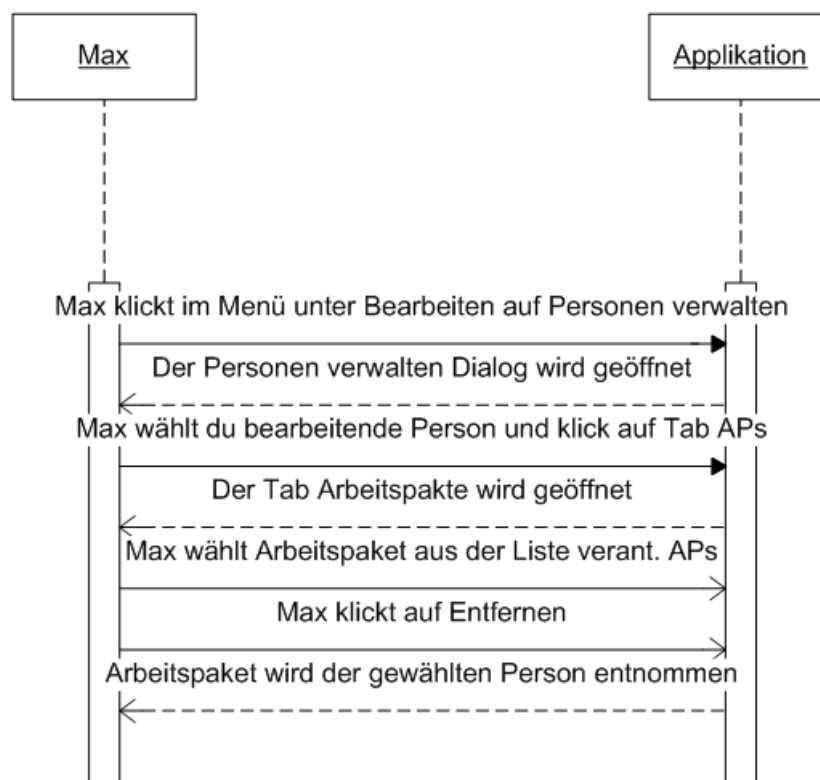 Max
Applikation
Max klickt im Menü unter Bearbeiten auf Personen verwalten
Der Personen verwalten Dialog wird geöffnet
Max wählt du bearbeitende Person und klick auf Tab APs
Der Tab Arbeitspakte wird geöffnet
Max wählt Arbeitspaket aus der Liste verant. APs
Max klickt auf Entfernen
Arbeitspaket wird der gewählten Person entnommen